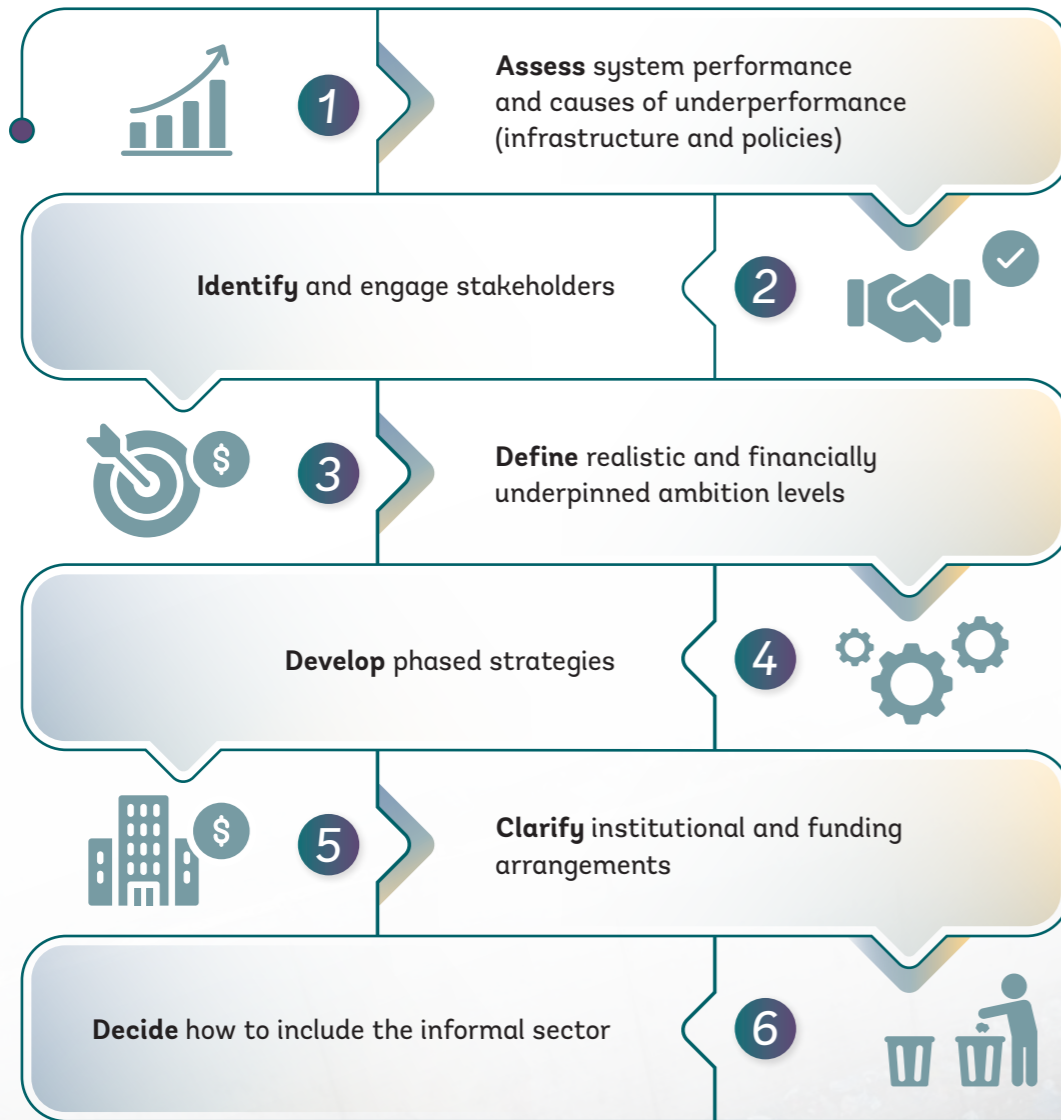 1
Assess system performance
and causes of underperformance
(infrastructure and policies)
Identify and engage stakeholders
2
$
3
Define realistic and financially
underpinned ambition levels
Develop phased strategies
4
$
5
Clarify institutional and funding
arrangements
Decide how to include the informal sector
6